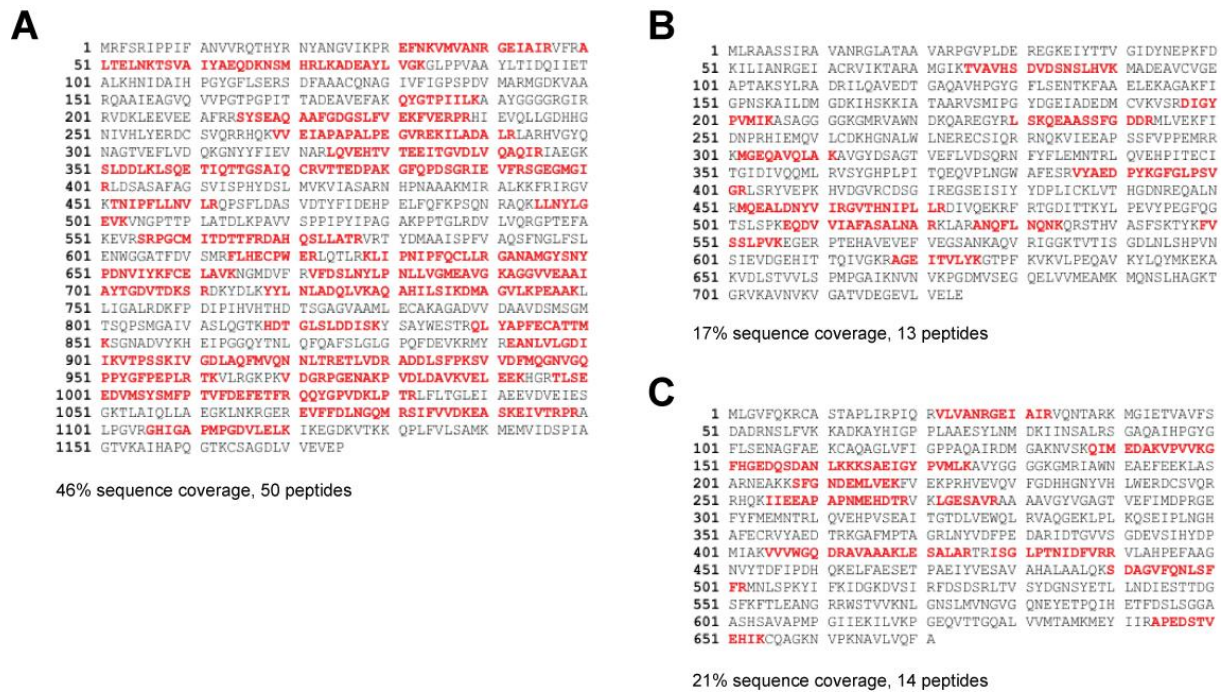 A
1 MRFSRIPPIF ANVVRQTHYR NYANGVIKPR EFNKVMVANR GEIAIRVFRA
51 LTELNKTSVA IYAEQDKNSM HRLKADEAYL VGKGLPPVAA YLTIDQIIET
101 ALKHNIDAIH PGYGFLSERS DFAAACQNAG IVFIGPSPDV MARMGDKVAA
151 RQAAIEAGVQ VVPGTPGPIT TADEAVEFAK QYGTPIILKA AYGGGGRGIR
201 RVDKLEEVEE AFRRSYSEAQ AAFGDGSLFV EKFVERPRHI EVQLLGDHHG
251 NIVHLYERDC SVQRRHQKVV EIAPAPALPE GVREKILADA LRLARHVGYQ
301 NAGTVEFLVD QKGNYYFIEV NARLQVEHTV TEEITGVDLV QAQIRIAEGK
351 SLDDLKLSQE TIQTTGSAIQ CRVTTEDPAK GFQPDSGRIE VFRSGEGMGI
401 RLDSASAFAG SVISPHYDSL MVKVIASARN HPNAAAKMIR ALKKFRIRGV
451 KTNIPFLLNV LRQPSFLDAS VDTYFIDEHP ELFQFKPSQN RAQKLLNYLG
501 EVKVNGPTTP LATDLKPAVV SPPIPYIPAG AKPPTGLRDV LVQRGPTEFA
551 KEVRSRPGCM ITDTTFRDAH QSLLATRVRT YDMAAISPFV AQSFNGLFSL
601 ENWGGATFDV SMRFLHECPW ERLQTLRKLI PNIPFQCLLR GANAMGYSNY
651 PDNVIYKFCE LAVKNGMDVF RVFDSLNYLP NLLVGMEAVG KAGGVVEAAI
701 AYTGDVTDKS RDKYDLKYYL NLADQLVKAQ AHILSIKDMA GVLKPEAAKL
751 LIGALRDKFP DIPIHVHTHD TSGAGVAAML ECAKAGADVV DAAVDSMSGM
801 TSQPSMGAIV ASLQGTKHDT GLSLDDISKY SAYWESTRQL YAPFECATTM
851 KSGNADVYKH EIPGGQYTNL QFQAFSLGLG PQFDEVKRMY REANLVLGDI
901 IKVTPSSKIV GDLAQFMVQN NLTRETLVDR ADDLSFPKSV VDFMQGNVGQ
951 PPYGFPEPLR TKVLRGKPKV DGRPGENAKP VDLDAVKVEL EEKHGRTLSE
1001 EDVMSYSMFP TVFDEFETFR QQYGPVDKLP TRLFLTGLEI AEEVDVEIES
1051 GKTLAIQLLA EGKLNKRGER EVFFDLNGQM RSIFVVDKEA SKEIVTRPRA
1101 LPGVRGHIGA PMPGDVLELK IKEGDKVTKK QPLFVLSAMK MEMVIDSPIA
1151 GTVKAIHAPQ GTKCSAGDLV VEVEP
46% sequence coverage, 50 peptides
B
1 MLRAASSIRA VANRGLATAA VARPGVPLDE REGKEIYTTV GIDYNEPKFD
51 KILIANRGEI ACRVIKTARA MGIKTVAVHS DVDSNSLHVK MADEAVCVGE
101 APTAKSYLRA DRILQAVEDT GAQAVHPGYG FLSENTKFAA ELEKAGAKFI
151 GPNSKAILDM GDKIHSKKIA TAARVSMIPG YDGEIADEDM CVKVSRDIGY
201 PVMIKASAGG GGKGMRVAWN DKQAREGYRL SKQEAASSFG DDRMLVEKFI
251 DNPRHIEMQV LCDKHGNALW LNERECSIQR RNQKVIEEAP SSFVPPEMRR
301 KMGEQAVQLA KAVGYDSAGT VEFLVDSQRN FYFLEMNTRL QVEHPITECI
351 TGIDIVQQML RVSYGHPLPI TQEQVPLNGW AFESRVYAED PYKGFGLPSV
401 GRLSRYVEPK HVDGVRCDSG IREGSEISIY YDPLICKLVT HGDNREQALN
451 RMQEALDNYV IRGVTHNIPL LRDIVQEKRF RTGDITTKYL PEVYPEGFQG
501 TSLSPKEQDV VIAFASALNA RKLARANQFL NQNKQRSTHV ASFSKTYKFV
551 SSLPVKEGER PTEHAVEVEF VEGSANKAQV RIGGKTVTIS GDLNLSHPVN
601 SIEVDGEHIT TQIVGKRAGE ITVLYKGTPF KVKVLPEQAV KYLQYMKEKA
651 KVDLSTVVLS PMPGAIKNVN VKPGDMVSEG QELVVMEAMK MQNSLHAGKT
701 GRVKAVNVKV GATVDEGEVL VELE
17% sequence coverage, 13 peptides
C
1 MLGVFQKRCA STAPLIRPIQ RVLVANRGEI AIRVQNTARK MGIETVAVFS
51 DADRNSLFVK KADKAYHIGP PLAAESYLNM DKIINSALRS GAQAIHPGYG
101 FLSENAGFAE KCAQAGLVFI GPPAQAIRDM GAKNVSKQIM EDAKVPVVKG
151 FHGEDQSDAN LKKKSAEIGY PVMLKAVYGG GGKGMRIAWN EAEFEEKLAS
201 ARNEAKKSFG NDEMLVEKFV EKPRHVEVQV FGDHHGNYVH LWERDCSVQR
251 RHQKIIEEAP APNMEHDTRV KLGESAVRAA AAVGYVGAGT VEFIMDPRGE
301 FYFMEMNTRL QVEHPVSEAI TGTDLVEWQL RVAQGEKLPL KQSEIPLNGH
351 AFECRVYAED TRKGAFMPTA GRLNYVDFPE DARIDTGVVS GDEVSIHYDP
401 MIAKVVVWGQ DRAVAAAKLE SALARTRISG LPTNIDFVRR VLAHPEFAAG
451 NVYTDFIPDH QKELFAESET PAEIYVESAV AHALAALQKS DAGVFQNLSF
501 FRMNLSPKYI FKIDGKDVSI RFDSDSRLTV SYDGNSYETL LNDIESTTDG
551 SFKFTLEANG RRWSTVVKNL GNSLMVNGVG QNEYETPQIH ETFDSLSGGA
601 ASHSAVAPMP GIIEKILVKP GEQVTTGQAL VVMTAMKMEY IIRAPEDSTV
651 EHIKCQAGKN VPKNAVLVQF A
21% sequence coverage, 14 peptides